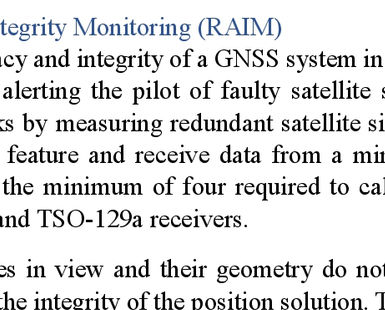 tegrity Monitoring (RAIM)
acy and integrity of a GNSS system in
alerting the pilot of faulty satellite s
ks by measuring redundant satellite si
feature and receive data from a min
the minimum of four required to cal
and TSO-129a receivers.
es in view and their geometry do not
the integrity of the position solution. T